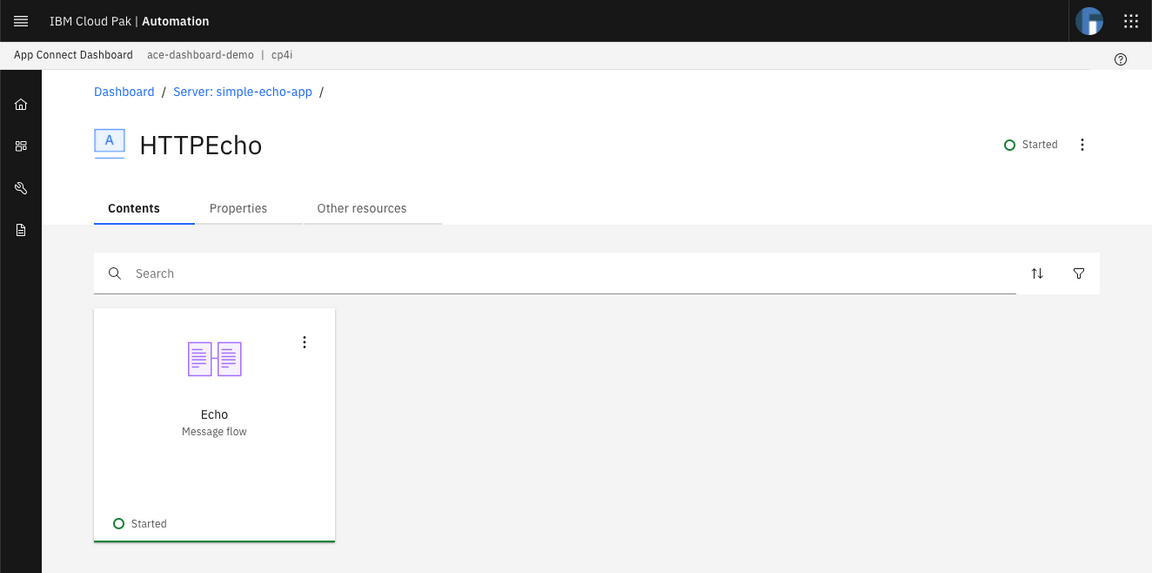 IBM Cloud Pak | Automation
App Connect Dashboard ace-dashboard-demo | cp4i
Dashboard / Server: simple-echo-app /
A HTTPEcho
Started
Contents Properties Other resources
Search
Echo
Message flow
Started